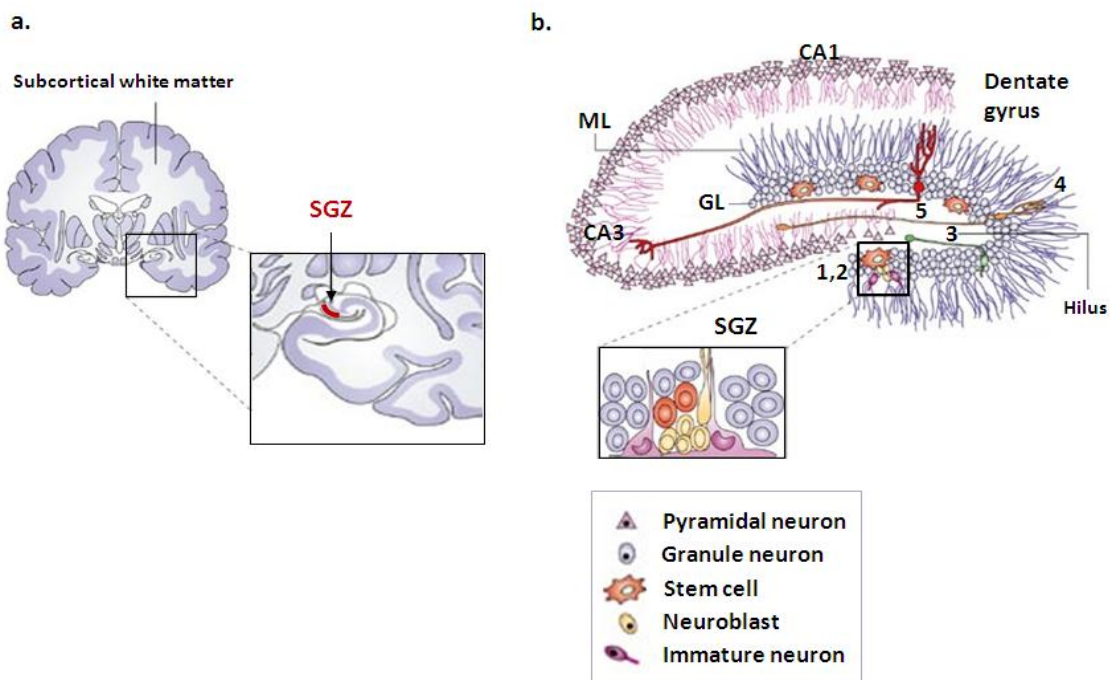 a.
Subcortical white matter
SGZ
b.
CA1
Dentate
gyrus
ML
4
GL
5
CA3
3
1,2
Hilus
SGZ
Pyramidal neuron
Granule neuron
Stem cell
Neuroblast
Immature neuron